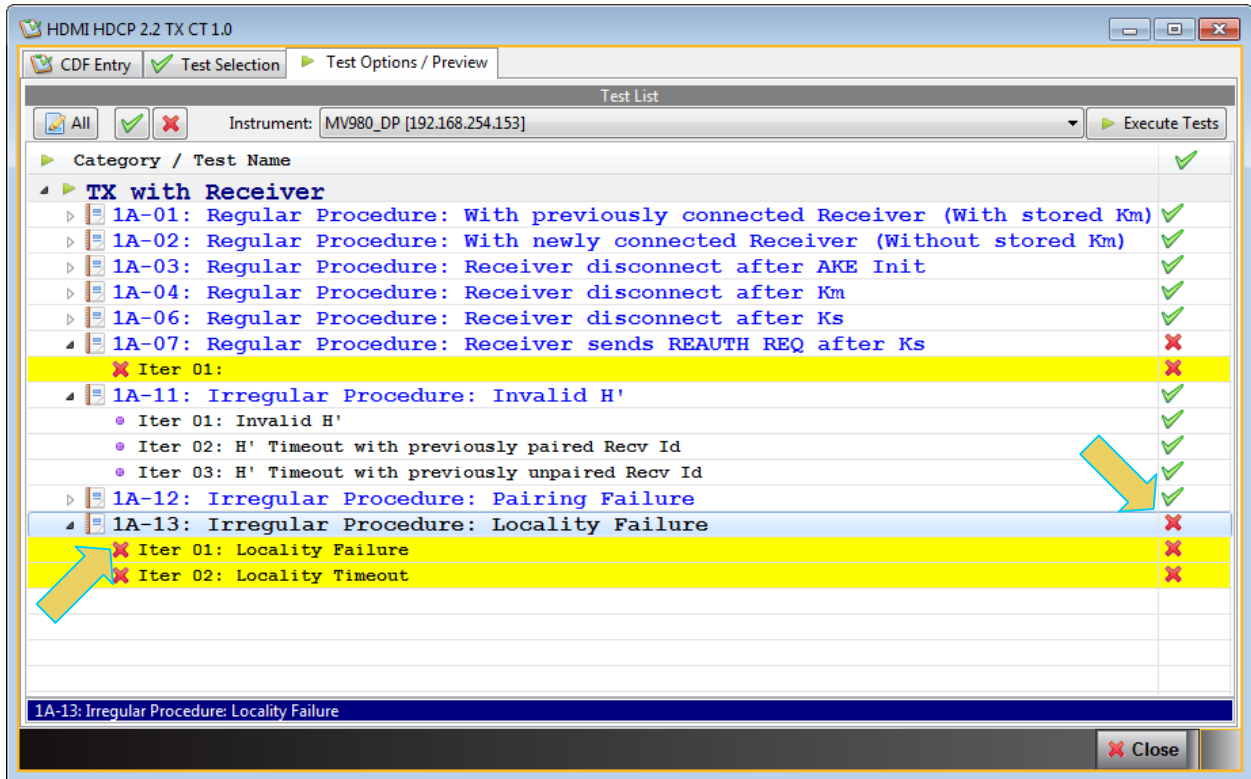 HDMI HDCP 2.2 TX CT 1.0
CDF Entry Test Selection Test Options / Preview
Test List
All Instrument: MV980_DP [192.168.254.153] Execute Tests
Category / Test Name
TX with Receiver
1A-01: Regular Procedure: With previously connected Receiver (With stored Km)
1A-02: Regular Procedure: With newly connected Receiver (Without stored Km)
1A-03: Regular Procedure: Receiver disconnect after AKE Init
1A-04: Regular Procedure: Receiver disconnect after Km
1A-06: Regular Procedure: Receiver disconnect after Ks
1A-07: Regular Procedure: Receiver sends REAUTH REQ after Ks
Iter 01:
1A-11: Irregular Procedure: Invalid H'
Iter 01: Invalid H'
Iter 02: H' Timeout with previously paired Recv Id
Iter 03: H' Timeout with previously unpaired Recv Id
1A-12: Irregular Procedure: Pairing Failure
1A-13: Irregular Procedure: Locality Failure
Iter 01: Locality Failure
Iter 02: Locality Timeout
1A-13: Irregular Procedure: Locality Failure
Close